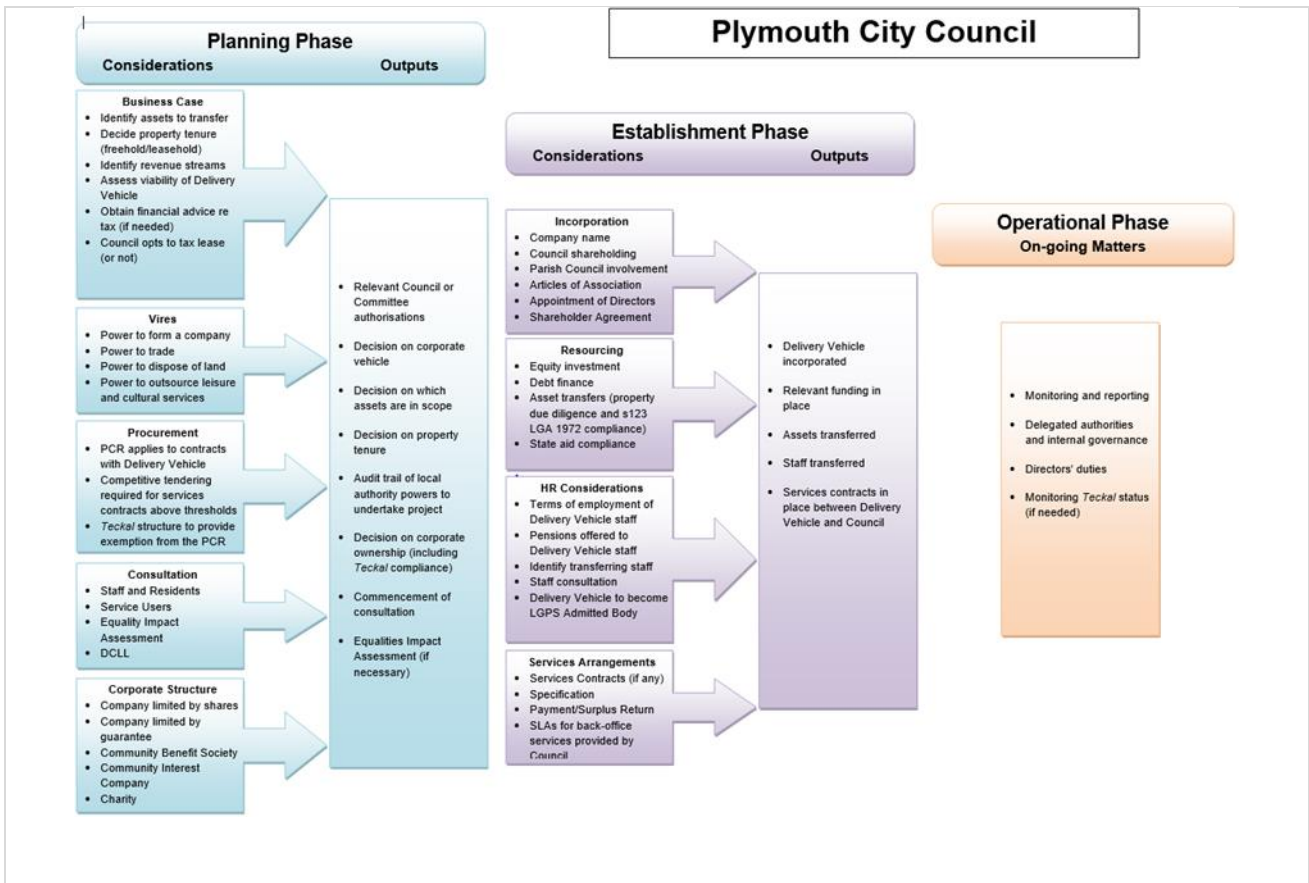 Plymouth City Council
Planning Phase
Considerations Outputs
Business Case
• Identify assets to transfer
• Decide property tenure
(freehold/leasehold)
• Identify revenue streams
• Assess viability of Delivery
Vehicle
• Obtain financial advice re
tax (if needed)
• Council opts to tax lease
(or not)
Vires
• Power to form a company
• Power to trade
• Power to dispose of land
• Power to outsource leisure
and cultural services
Procurement
• PCR applies to contracts
with Delivery Vehicle
• Competitive tendering
required for services
contracts above thresholds
• Teckal structure to provide
exemption from the PCR
Consultation
• Staff and Residents
• Service Users
• Equality Impact
Assessment
• DCLL
Corporate Structure
• Company limited by shares
• Company limited by
guarantee
• Community Benefit Society
• Community Interest
Company
• Charity
• Relevant Council or
Committee
authorisations
• Decision on corporate
vehicle
• Decision on which
assets are in scope
• Decision on property
tenure
• Audit trail of local
authority powers to
undertake project
• Decision on corporate
ownership (including
Teckal compliance)
• Commencement of
consultation
• Equalities Impact
Assessment (if
necessary)
Establishment Phase
Considerations Outputs
Incorporation
• Company name
• Council shareholding
• Parish Council involvement
• Articles of Association
• Appointment of Directors
• Shareholder Agreement
Resourcing
• Equity investment
• Debt finance
• Asset transfers (property
due diligence and s123
LGA 1972 compliance)
• State aid compliance
HR Considerations
• Terms of employment of
Delivery Vehicle staff
• Pensions offered to
Delivery Vehicle staff
• Identify transferring staff
• Staff consultation
• Delivery Vehicle to become
LGPS Admitted Body
Services Arrangements
• Services Contracts (if any)
• Specification
• Payment/Surplus Return
• SLAs for back-office
services provided by
Council
• Delivery Vehicle
incorporated
• Relevant funding in
place
• Assets transferred
• Staff transferred
• Services contracts in
place between Delivery
Vehicle and Council
Operational Phase
On-going Matters
• Monitoring and reporting
• Delegated authorities
and internal governance
• Directors' duties
• Monitoring Teckal status
(if needed)